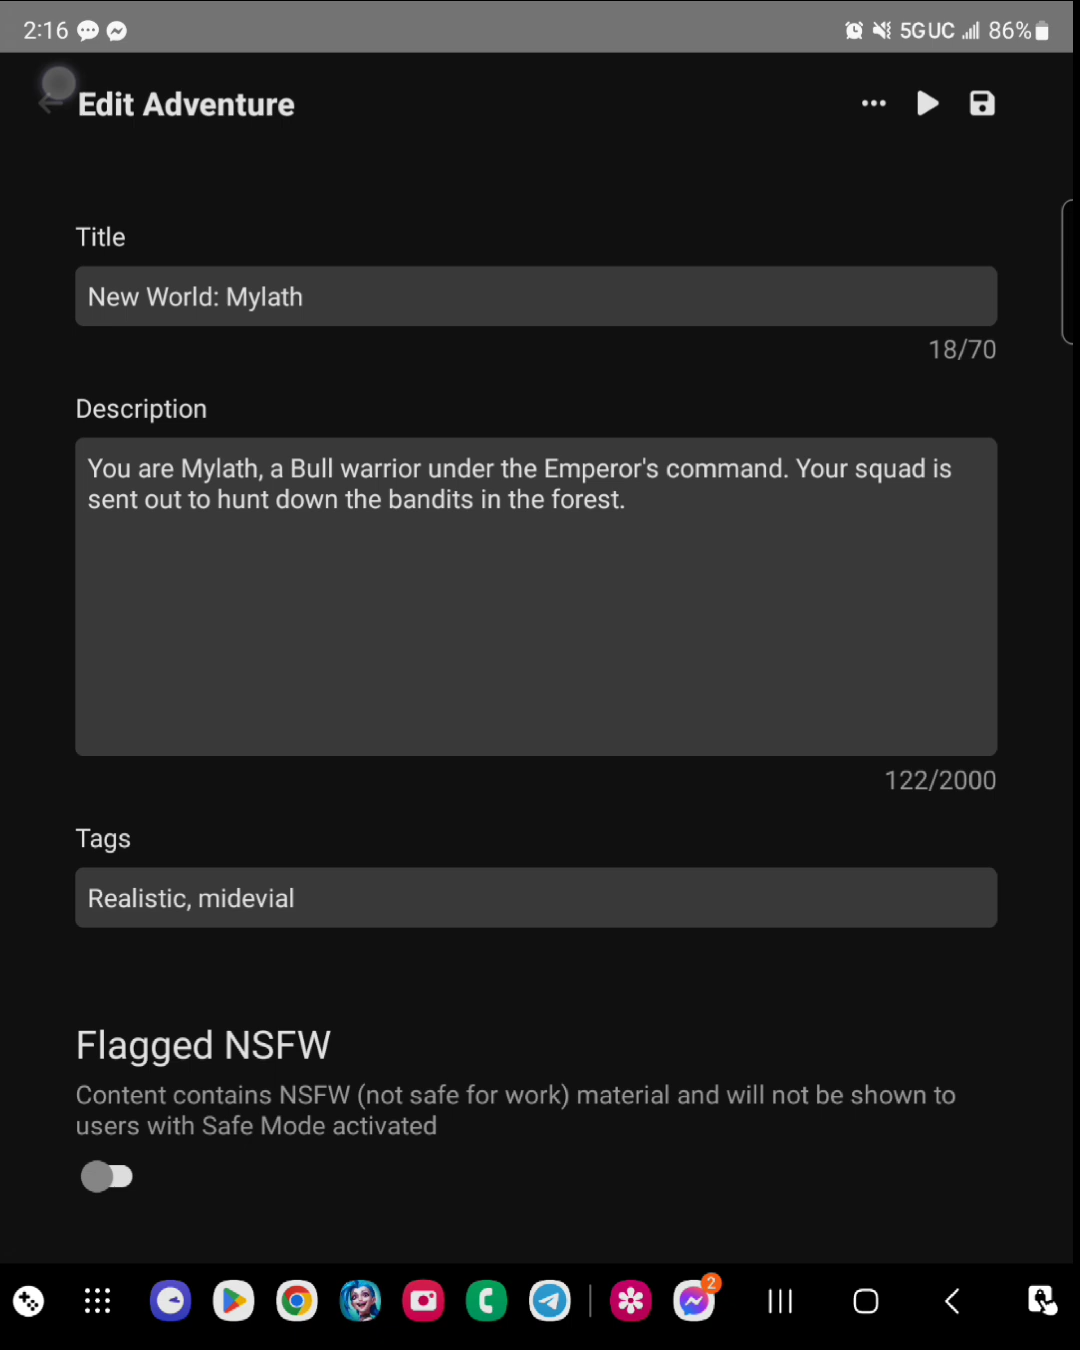 2:16 5GUC 86%
Edit Adventure
Title
New World: Mylath
18/70
Description
You are Mylath, a Bull warrior under the Emperor's command. Your squad is
sent out to hunt down the bandits in the forest.
122/2000
Tags
Realistic, midevial
Flagged NSFW
Content contains NSFW (not safe for work) material and will not be shown to
users with Safe Mode activated
2